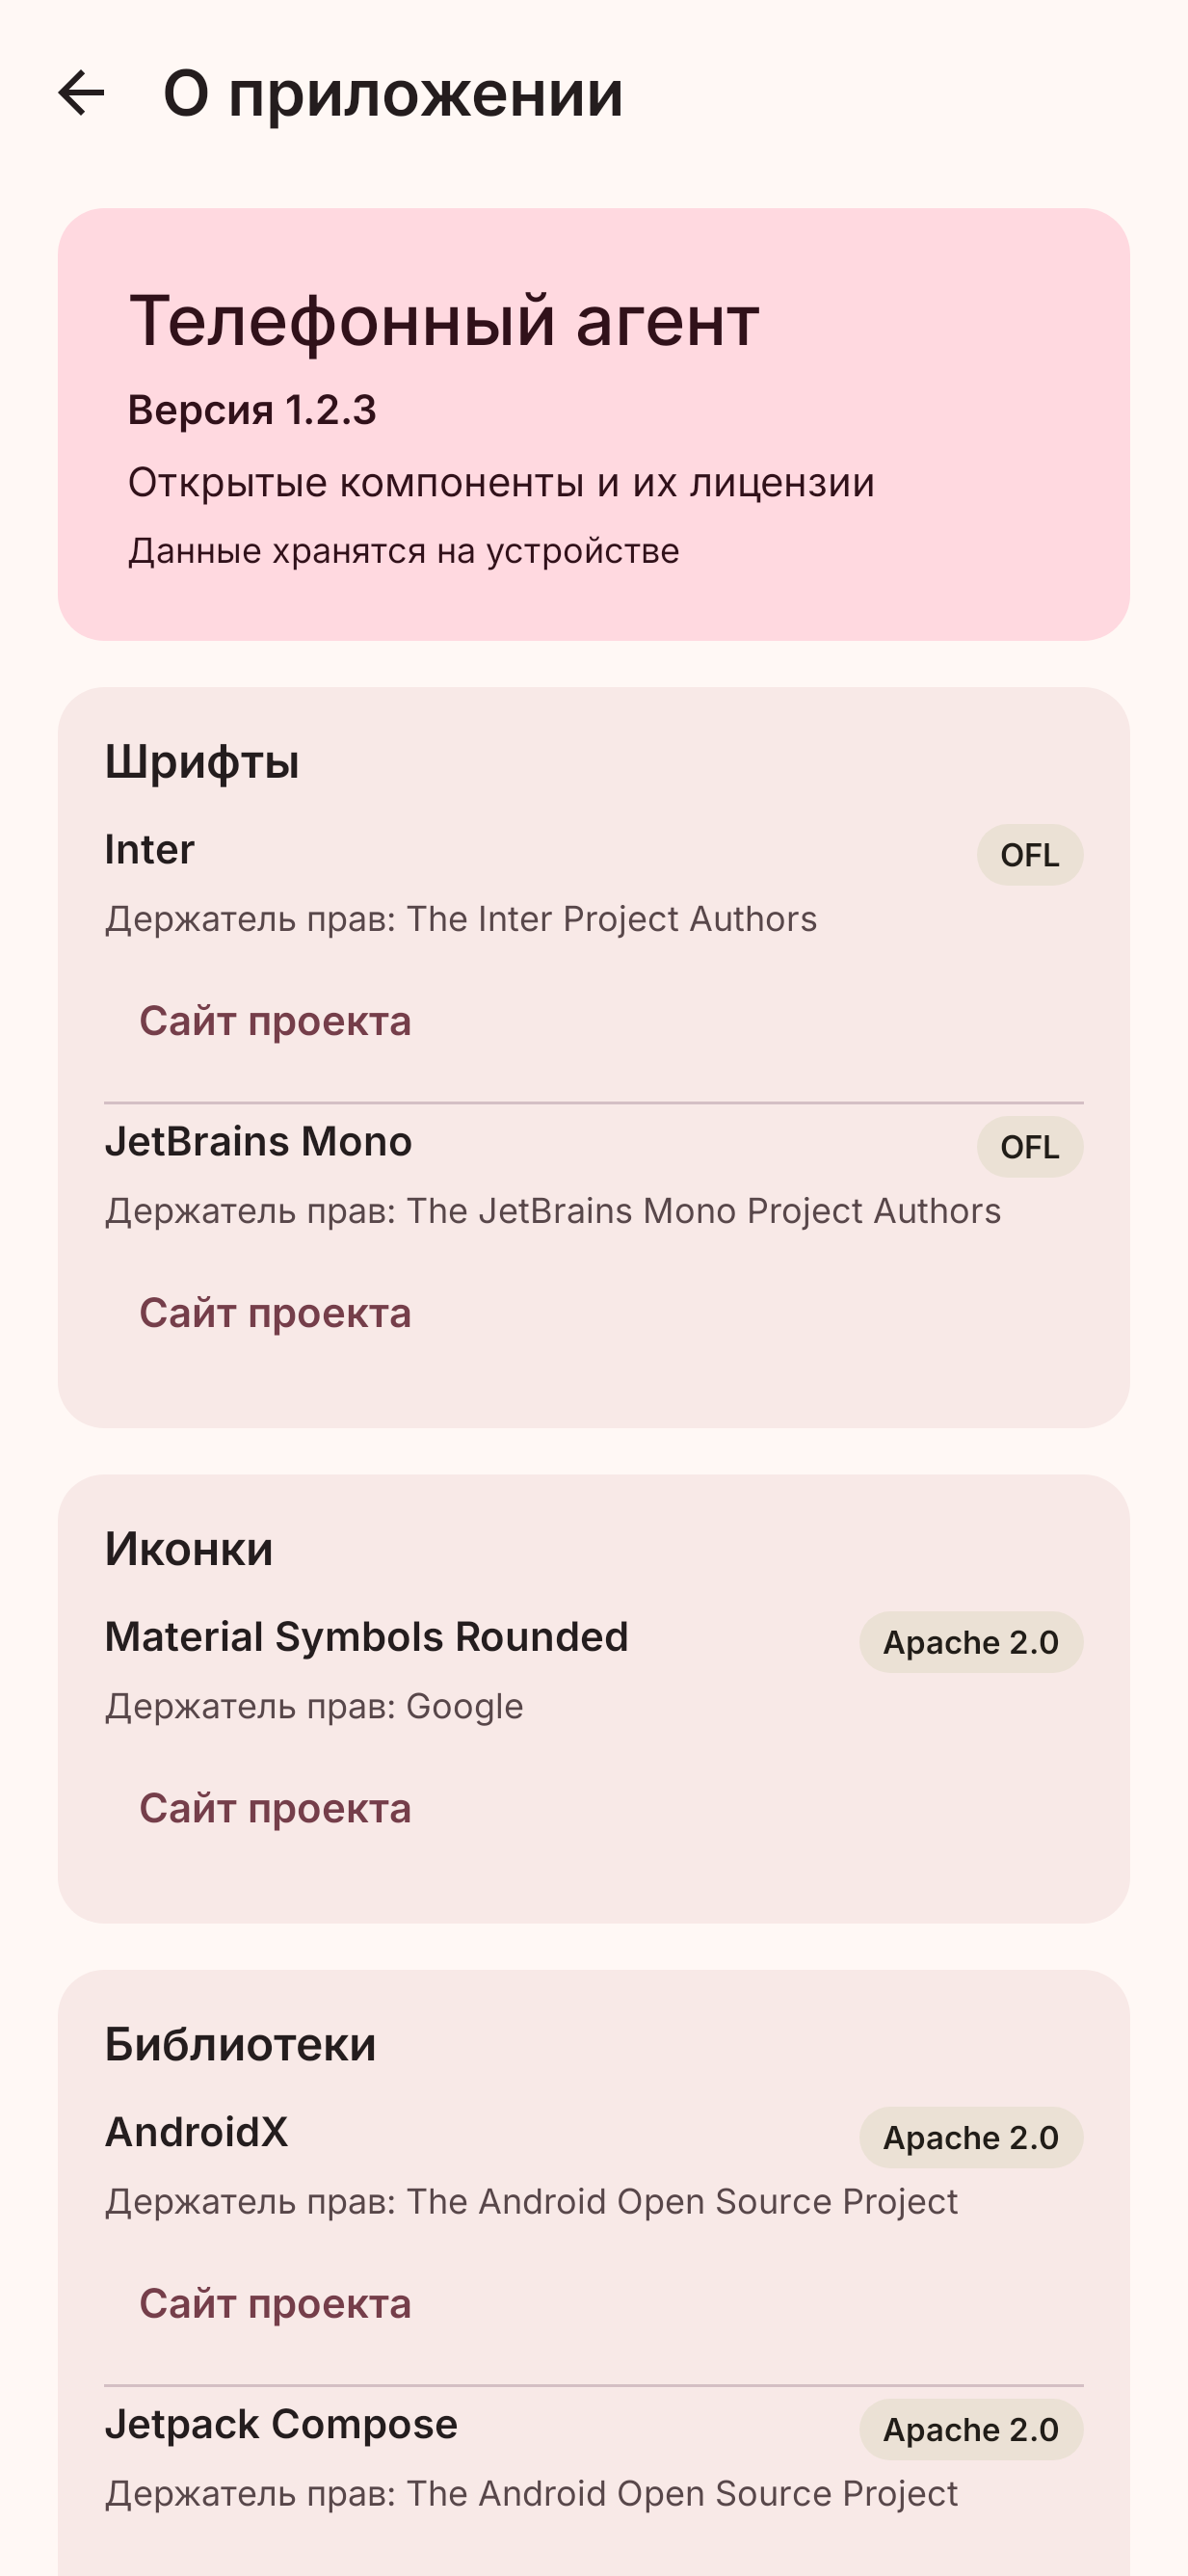 О приложении
Телефонный агент
Версия 1.2.3
Открытые компоненты и их лицензии
Данные хранятся на устройстве
Шрифты
Inter OFL
Держатель прав: The Inter Project Authors
Сайт проекта
JetBrains Mono OFL
Держатель прав: The JetBrains Mono Project Authors
Сайт проекта
Иконки
Material Symbols Rounded Apache 2.0
Держатель прав: Google
Сайт проекта
Библиотеки
AndroidX Apache 2.0
Держатель прав: The Android Open Source Project
Сайт проекта
Jetpack Compose Apache 2.0
Держатель прав: The Android Open Source Project